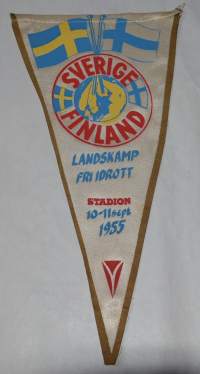 SVERIGE
FINLAND
LANDSKAMP
FRI IDROTT
STADION
10-11 sept.
1955